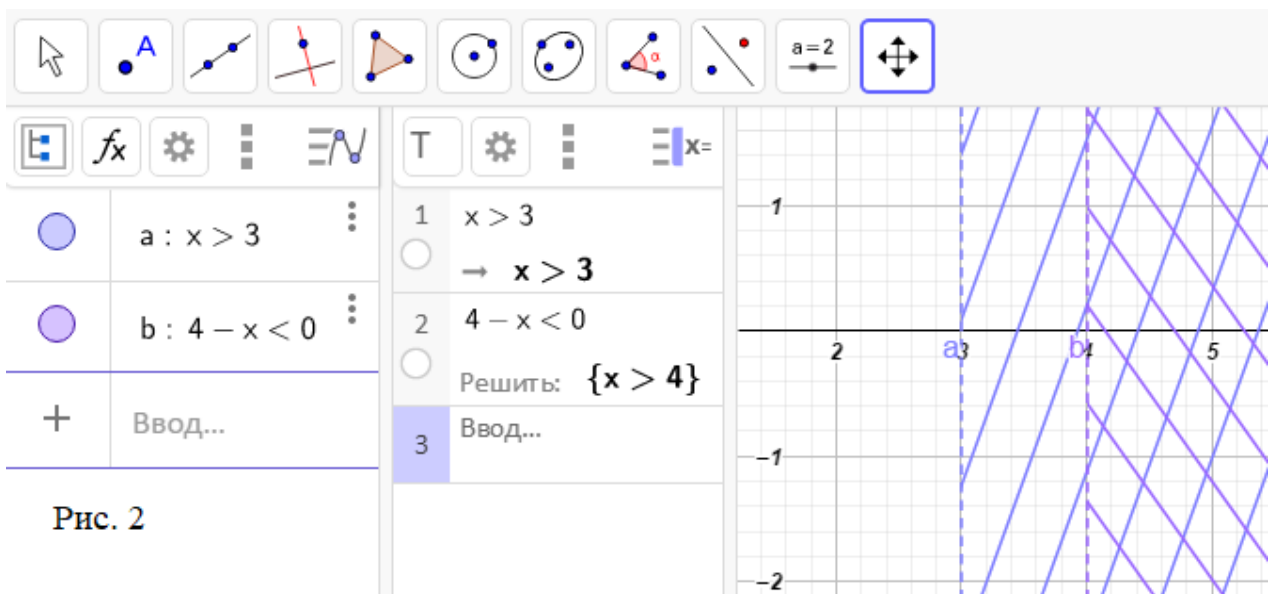 A
α
a=2
fx
T
x=
a : x > 3
b : 4 − x < 0
+
Ввод...
Рис. 2
1
x > 3
→ x > 3
2
4 − x < 0
Решить: {x > 4}
3
Ввод...
1
2
a
3
b
4
5
−1
−2